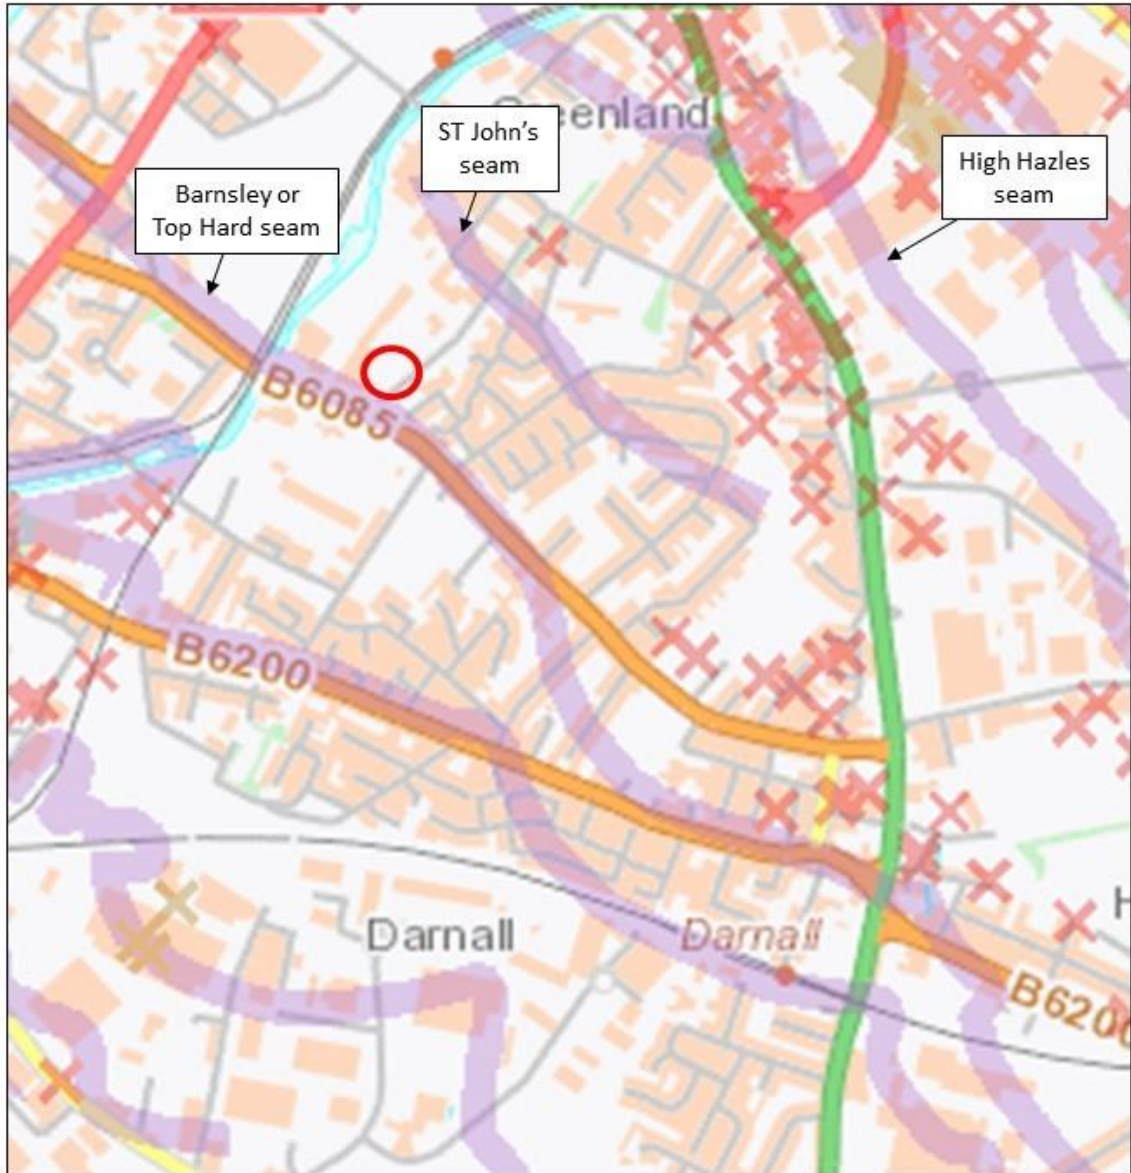 Greenland
ST John's
seam
High Hazles
seam
Barnsley or
Top Hard seam
B6085
B6200
Darnall
Darnall
B6200